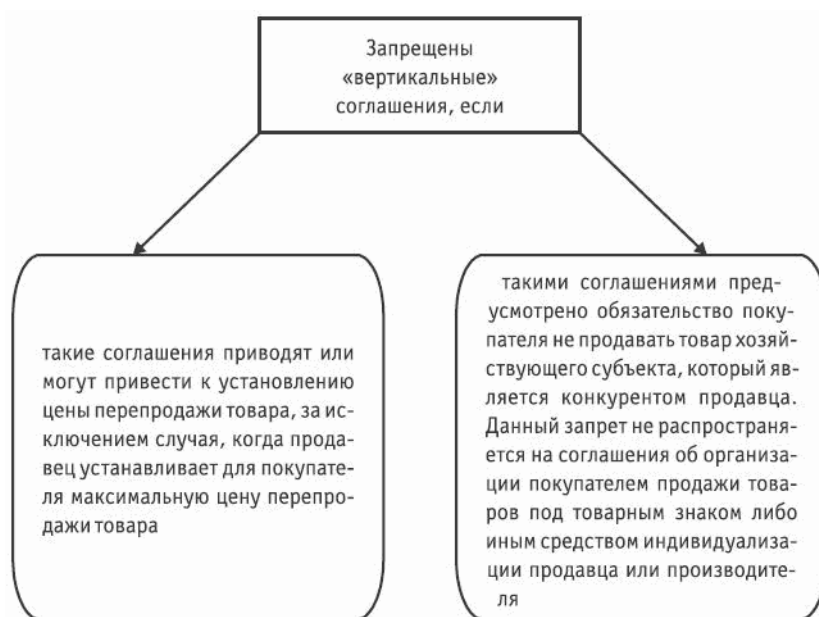 Запрещены
«вертикальные»
соглашения, если
такие соглашения приводят или
могут привести к установлению
цены перепродажи товара, за ис-
ключением случая, когда прода-
вец устанавливает для покупате-
ля максимальную цену перепро-
дажи товара
такими соглашениями пред-
усмотрено обязательство поку-
пателя не продавать товар хозяй-
ствующего субъекта, который яв-
ляется конкурентом продавца.
Данный запрет не распространя-
ется на соглашения об организа-
ции покупателем продажи това-
ров под товарным знаком либо
иным средством индивидуализа-
ции продавца или производите-
ля